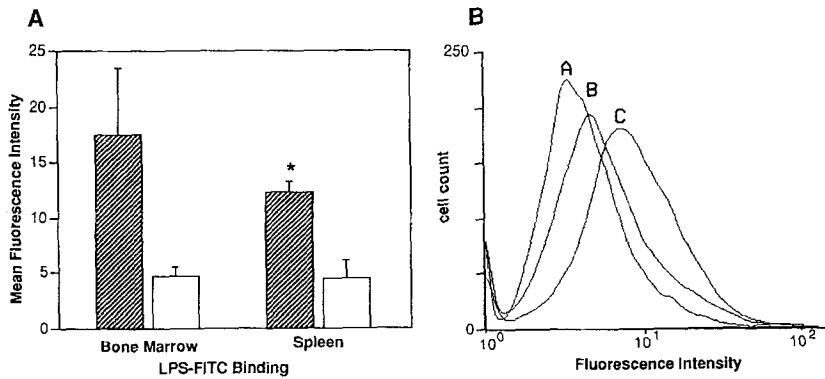 A
Mean Fluorescence Intensity
25
20
15
10
5
0
*
Bone Marrow
Spleen
LPS-FITC Binding
B
250
cell count
0
A
B
C
10⁰
10¹
10²
Fluorescence Intensity